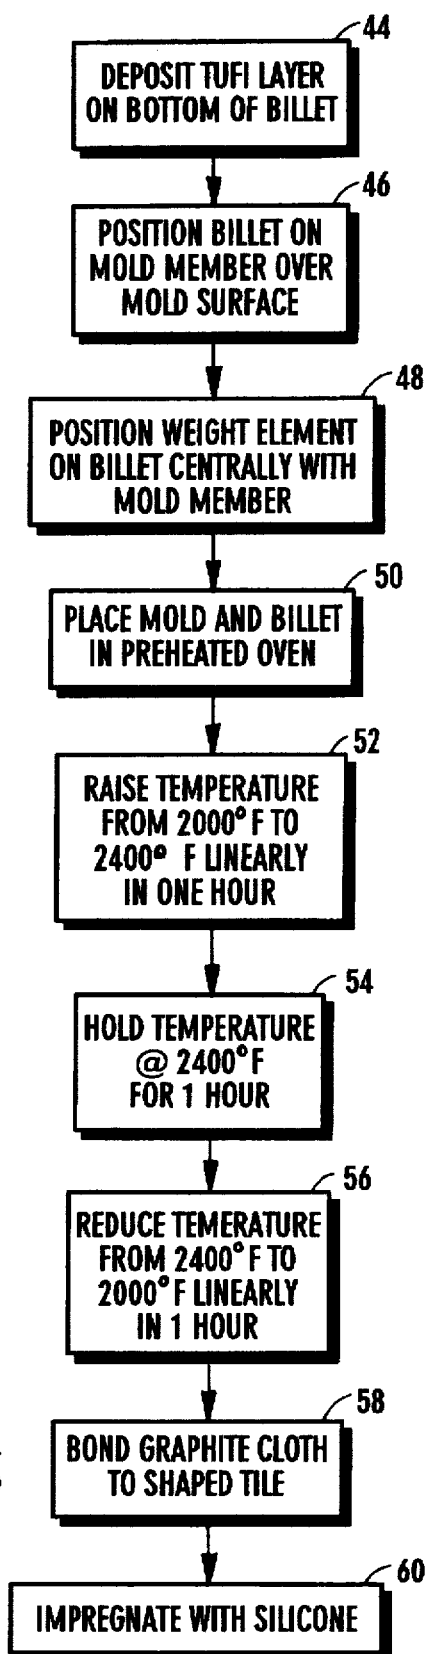 44
DEPOSIT TUFI LAYER
ON BOTTOM OF BILLET
46
POSITION BILLET ON
MOLD MEMBER OVER
MOLD SURFACE
48
POSITION WEIGHT ELEMENT
ON BILLET CENTRALLY WITH
MOLD MEMBER
50
PLACE MOLD AND BILLET
IN PREHEATED OVEN
52
RAISE TEMPERATURE
FROM 2000° F TO
2400° F LINEARLY
IN ONE HOUR
54
HOLD TEMPERATURE
@ 2400° F
FOR 1 HOUR
56
REDUCE TEMERATURE
FROM 2400° F TO
2000° F LINEARLY
IN 1 HOUR
58
BOND GRAPHITE CLOTH
TO SHAPED TILE
60
IMPREGNATE WITH SILICONE